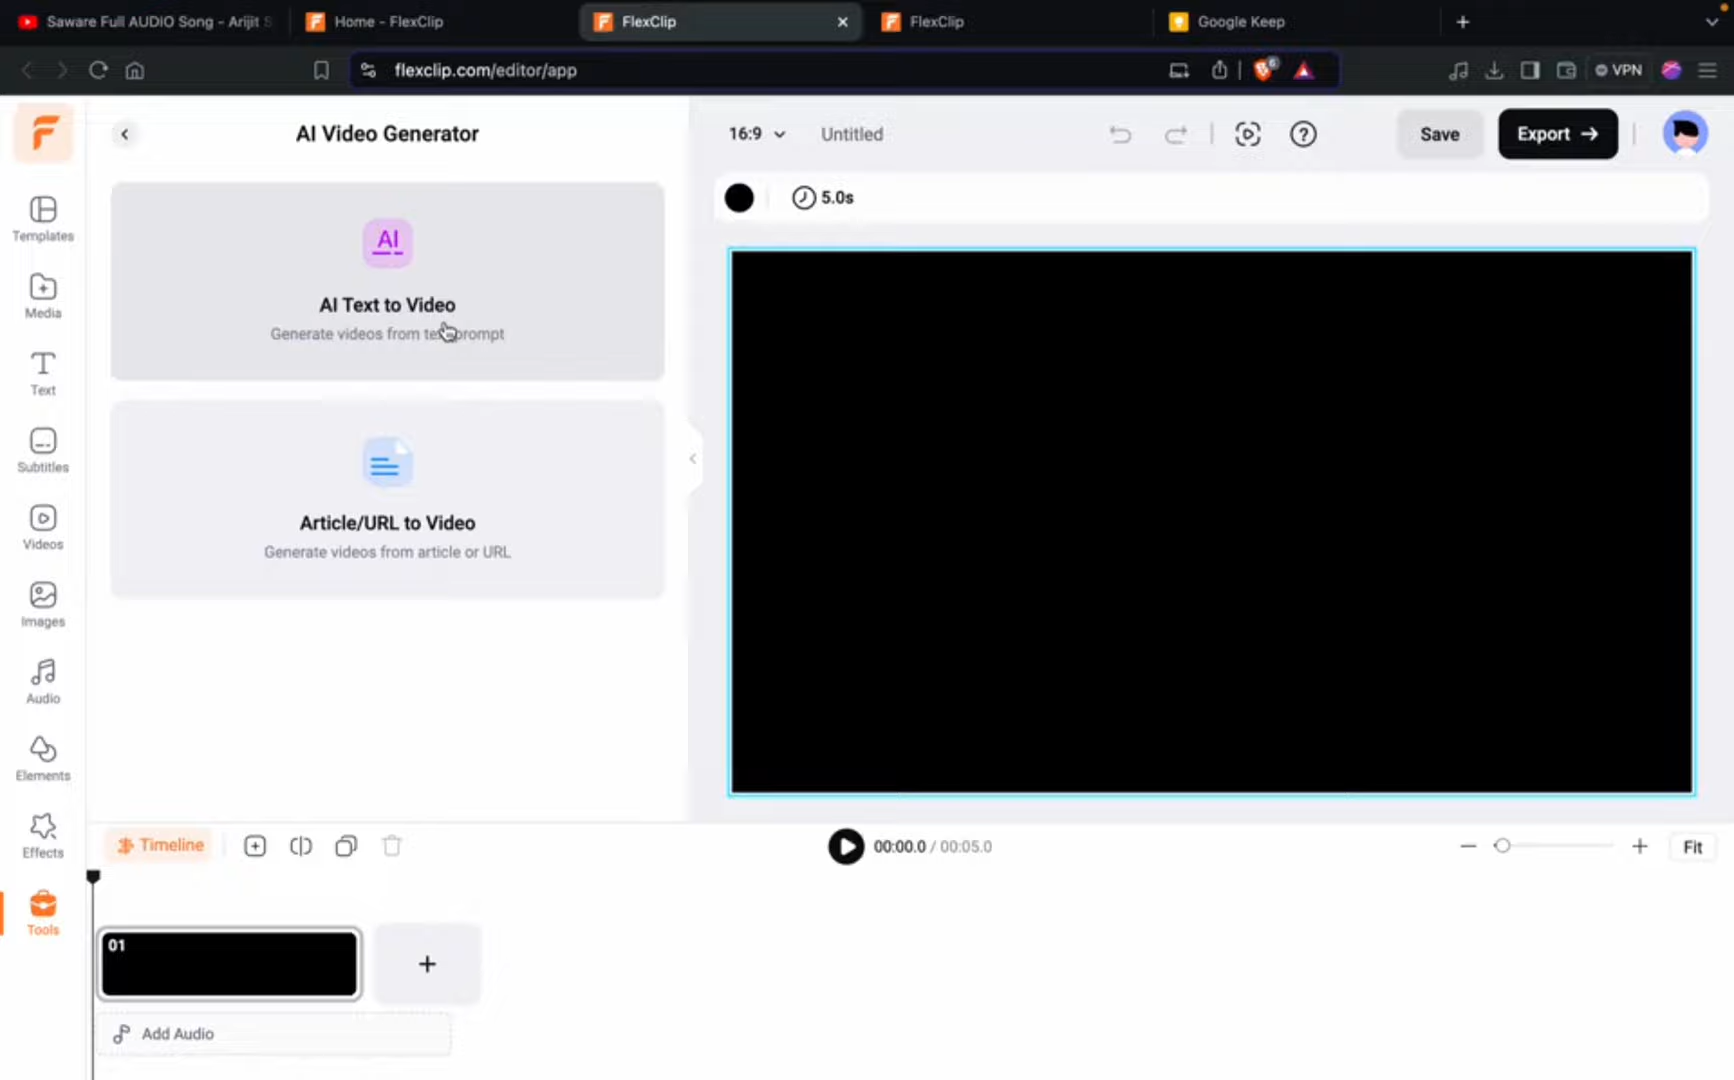 Saware Full AUDIO Song - Arijit S
Home - FlexClip
FlexClip
FlexClip
Google Keep
flexclip.com/editor/app
6
VPN
AI Video Generator
16:9
Untitled
Save
Export
5.0s
Templates
Media
Text
Subtitles
Videos
Images
Audio
Elements
Effects
Tools
AI
AI Text to Video
Generate videos from text prompt
Article/URL to Video
Generate videos from article or URL
Timeline
00:00.0 / 00:05.0
Fit
01
Add Audio